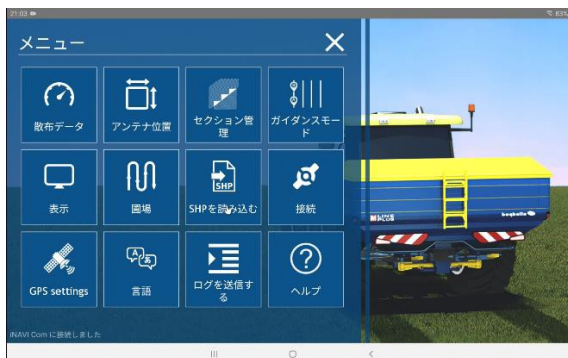 21:03
83%
メニュー
散布データ
アンテナ位置
セクション管
理
ガイダンスモー
ド
表示
圃場
SHP
SHPを読み込む
接続
GPS settings
言語
ログを送信す
る
ヘルプ
iNAVI Com に接続しました
bogballe